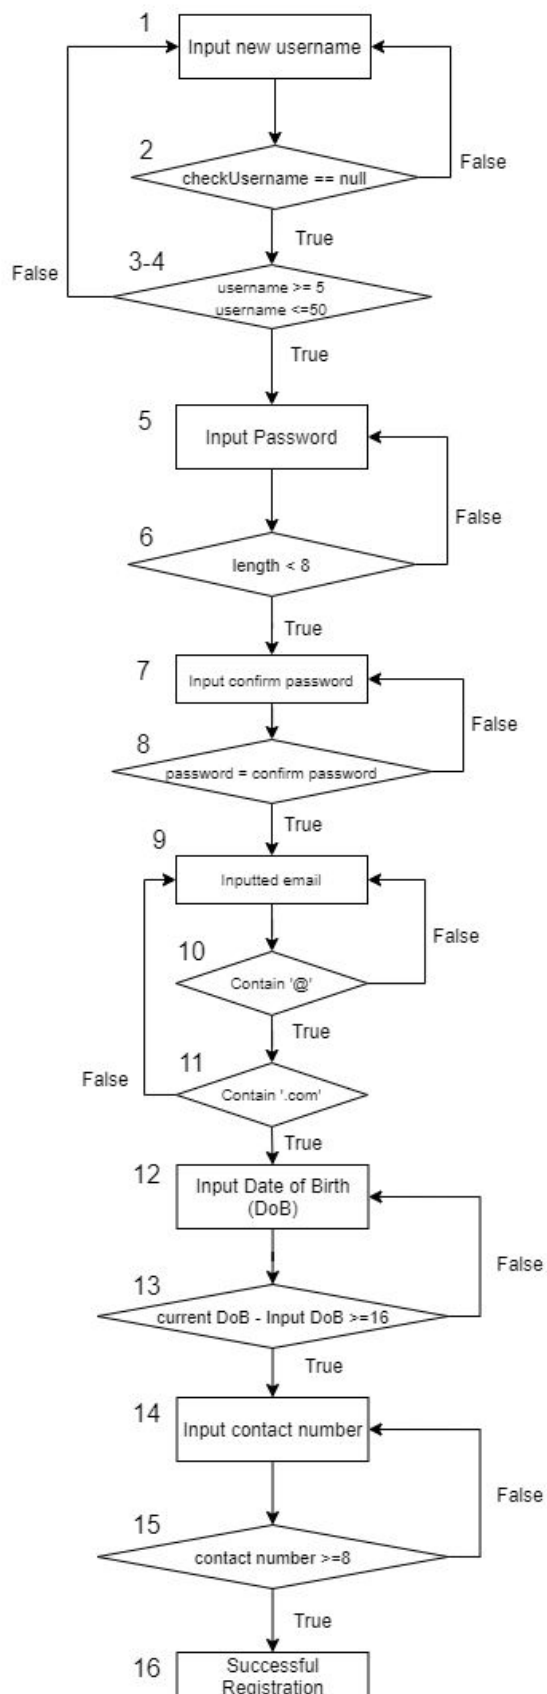 1
Input new username
2
False
checkUsername == null
True
3-4
False
username >= 5
username <=50
True
5
Input Password
False
6
length < 8
True
7
Input confirm password
False
8
password = confirm password
True
9
Inputted email
False
10
Contain '@'
True
11
False
Contain '.com'
True
12
Input Date of Birth
(DoB)
False
13
current DoB - Input DoB >=16
True
14
Input contact number
False
15
contact number >=8
True
16
Successful
Registration